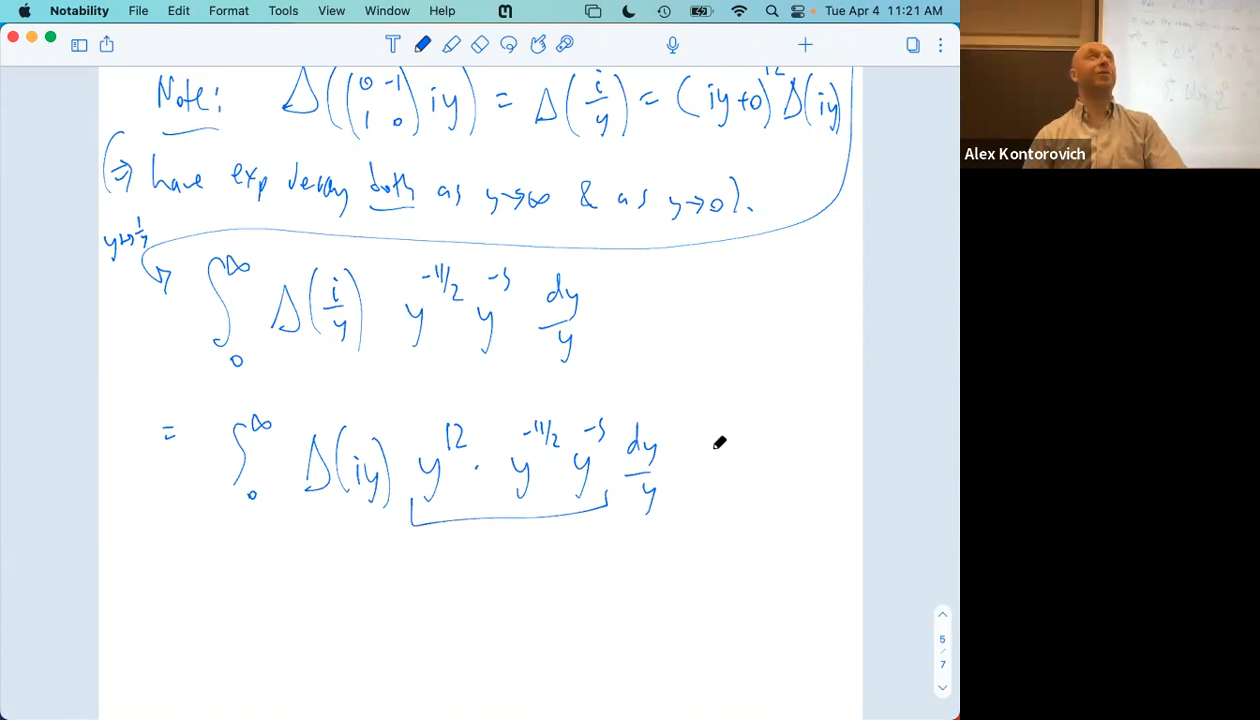 Notability File Edit Format Tools View Window Help Tue Apr 4 11:21 AM
Note: Δ((0 -1 / 1 0) iy) = Δ(i/y) = (iy+0)^12 Δ(iy)
(⇒ have exp decay both as y→∞ & as y→0).
y↦1/y
∫_0^∞ Δ(i/y) y^{-11/2} y^{-s} dy/y
= ∫_0^∞ Δ(iy) y^12 · y^{-11/2} y^{-s} dy/y
Alex Kontorovich
5
/
7